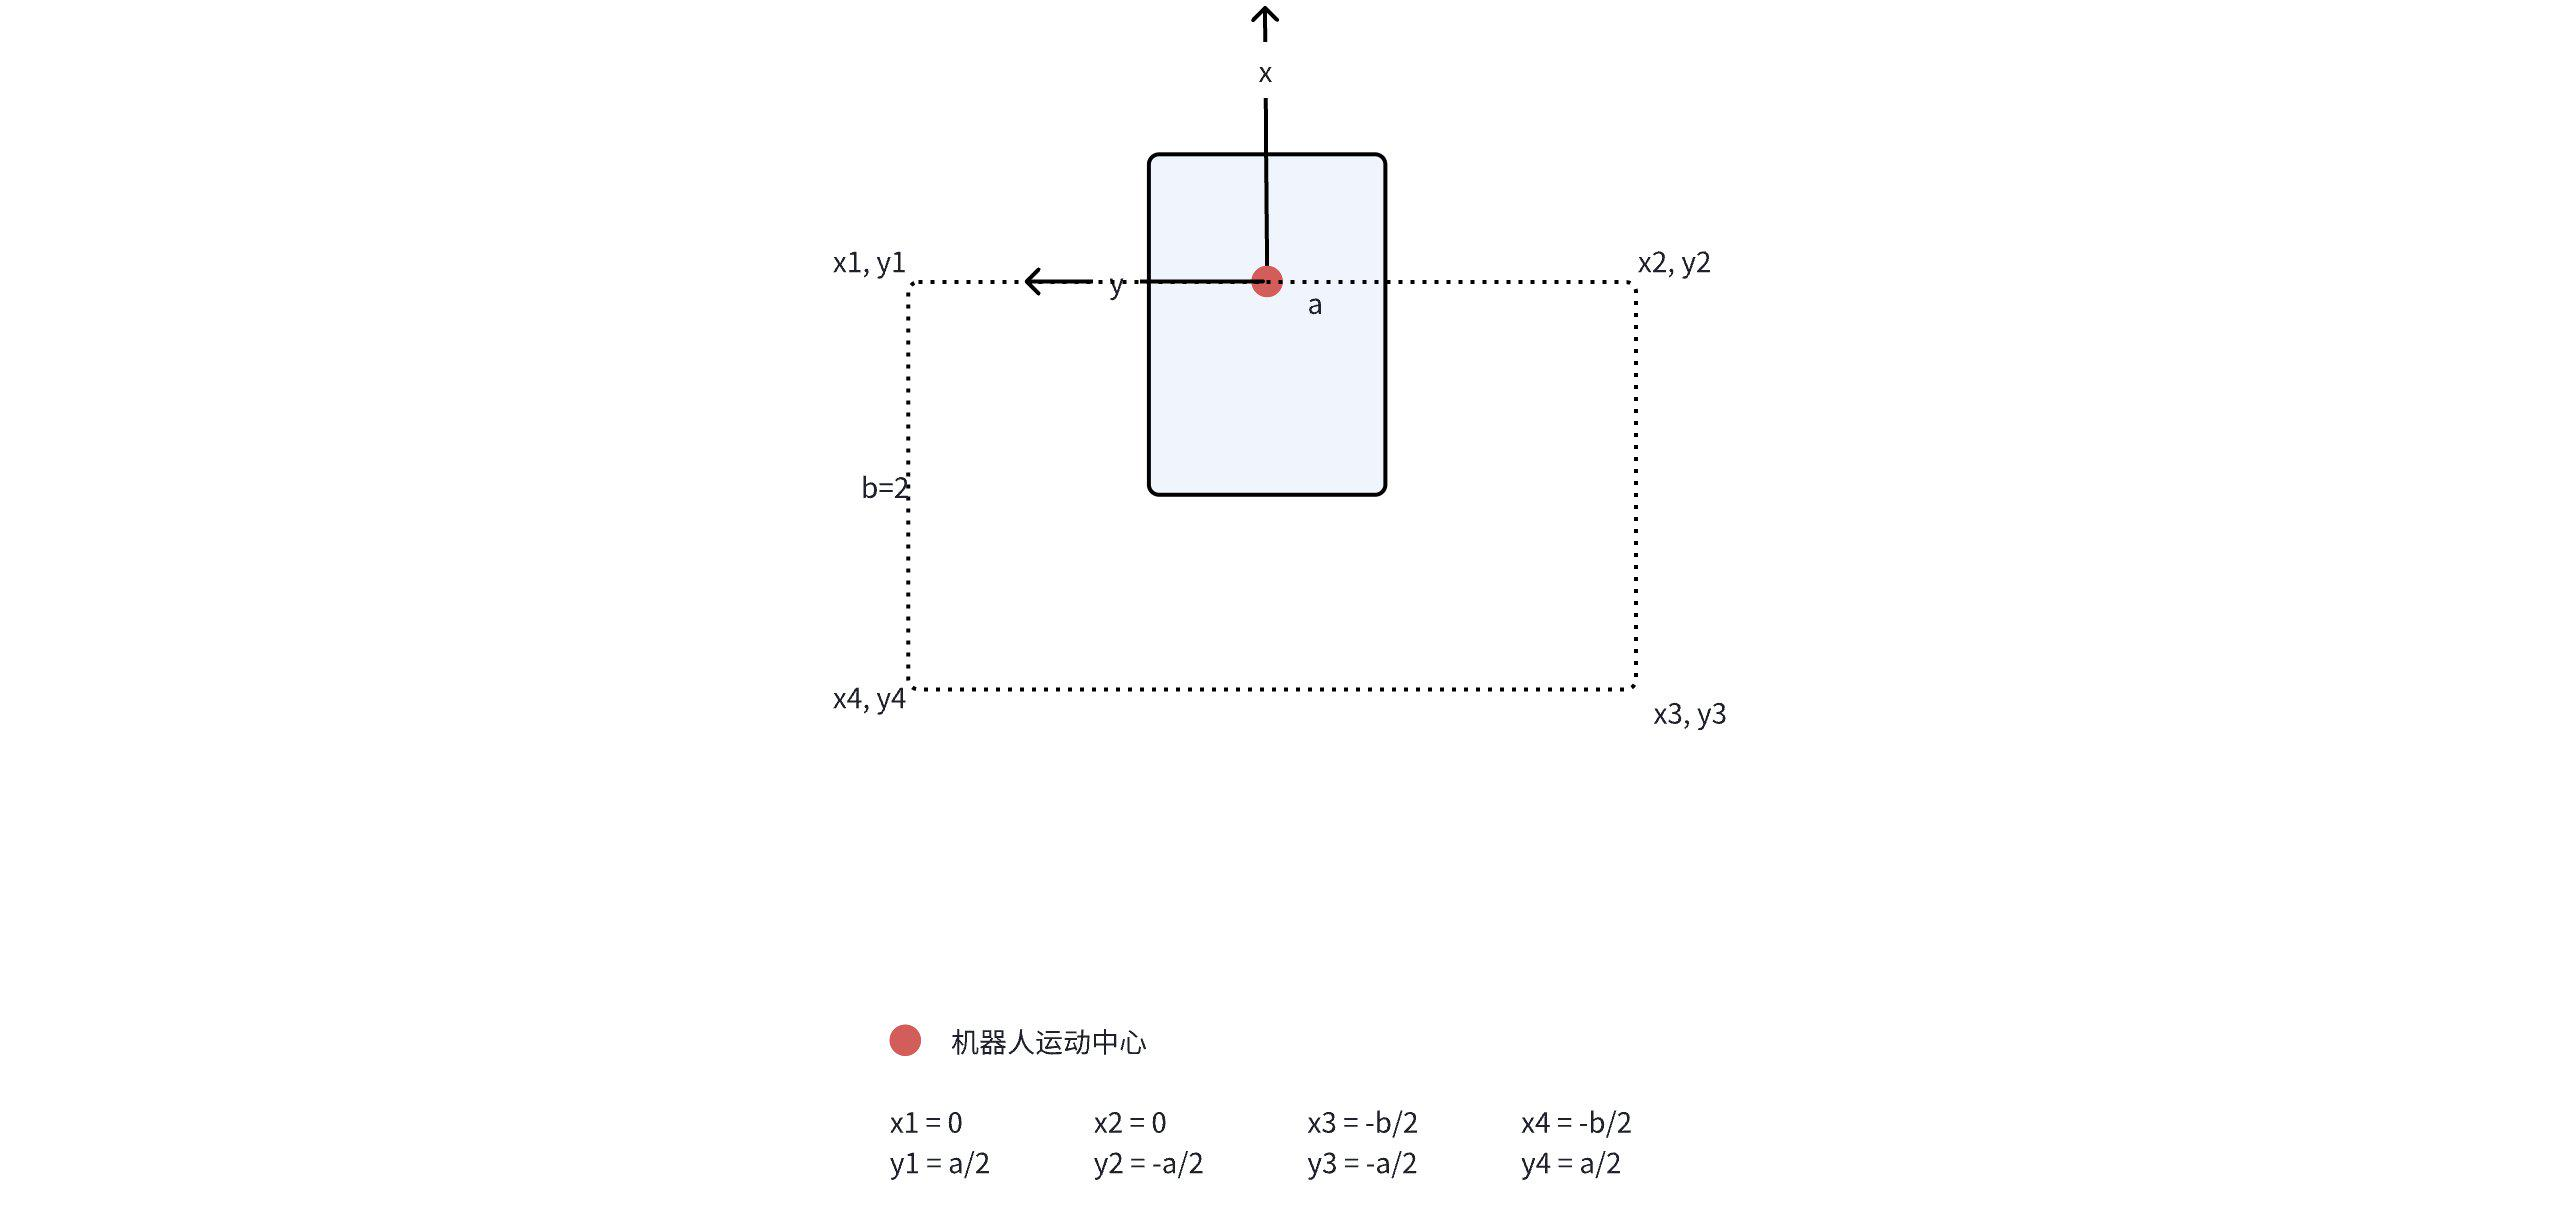 x
x1, y1
x2, y2
y
a
b=2
x4, y4
x3, y3
机器人运动中心
x1 = 0
x2 = 0
x3 = -b/2
x4 = -b/2
y1 = a/2
y2 = -a/2
y3 = -a/2
y4 = a/2